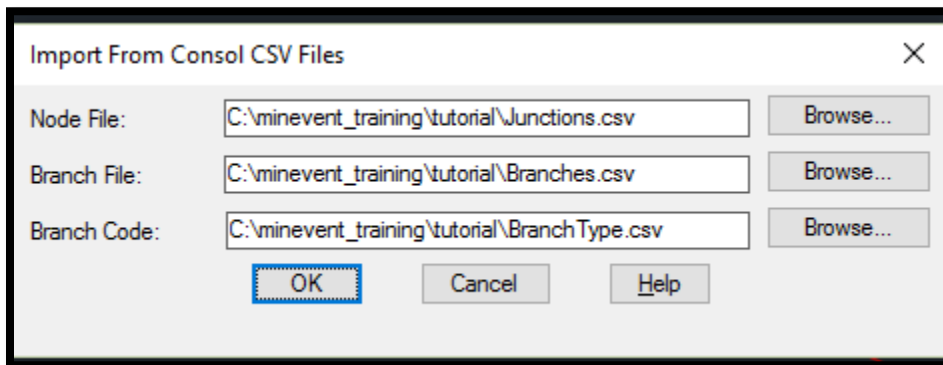 Import From Consol CSV Files
Node File: C:\minevent_training\tutorial\Junctions.csv Browse...
Branch File: C:\minevent_training\tutorial\Branches.csv Browse...
Branch Code: C:\minevent_training\tutorial\BranchType.csv Browse...
OK Cancel Help